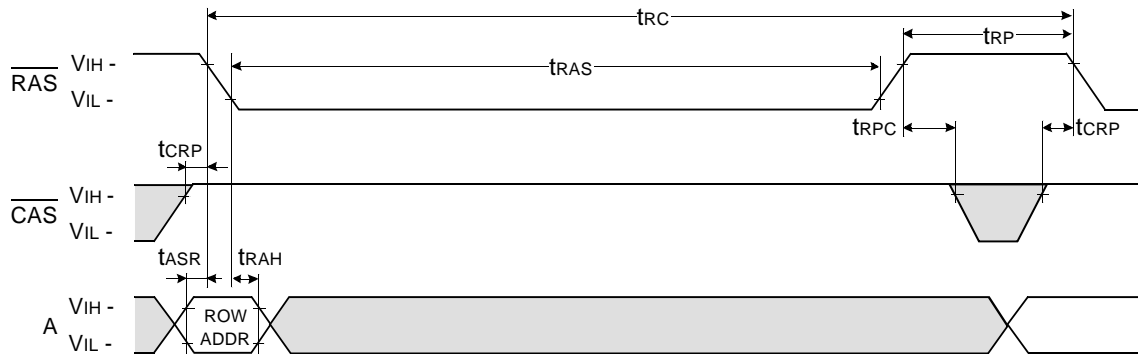 tRC
tRP
RAS VIH -
VIL -
tRAS
tRPC
tCRP
tCRP
CAS VIH -
VIL -
tASR
tRAH
A VIH -
VIL -
ROW
ADDR